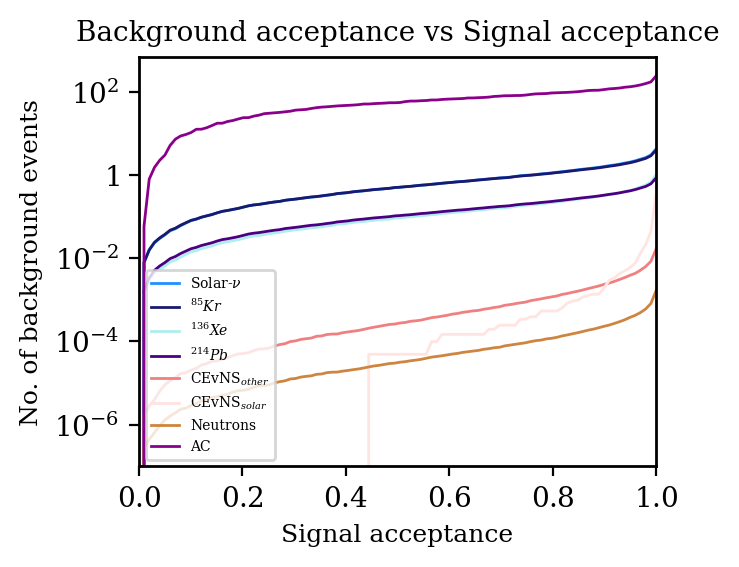 Background acceptance vs Signal acceptance
No. of background events
10²
1
10⁻²
10⁻⁴
10⁻⁶
Solar-ν
⁸⁵Kr
¹³⁶Xe
²¹⁴Pb
CEvNS_other
CEvNS_solar
Neutrons
AC
0.0 0.2 0.4 0.6 0.8 1.0
Signal acceptance